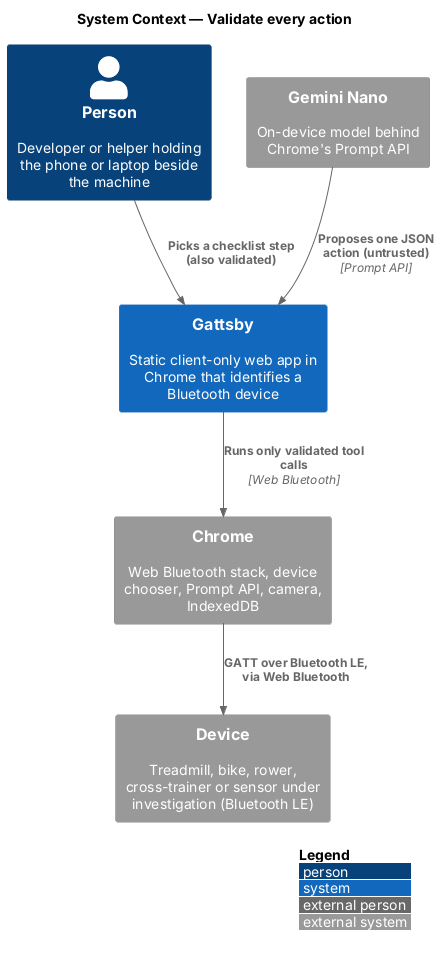 System Context — Validate every action
Person
Developer or helper holding
the phone or laptop beside
the machine
Gemini Nano
On-device model behind
Chrome's Prompt API
Picks a checklist step
(also validated)
Proposes one JSON
action (untrusted)
[Prompt API]
Gattsby
Static client-only web app in
Chrome that identifies a
Bluetooth device
Runs only validated tool
calls
[Web Bluetooth]
Chrome
Web Bluetooth stack, device
chooser, Prompt API, camera,
IndexedDB
GATT over Bluetooth LE,
via Web Bluetooth
Device
Treadmill, bike, rower,
cross-trainer or sensor under
investigation (Bluetooth LE)
Legend
person
system
external person
external system